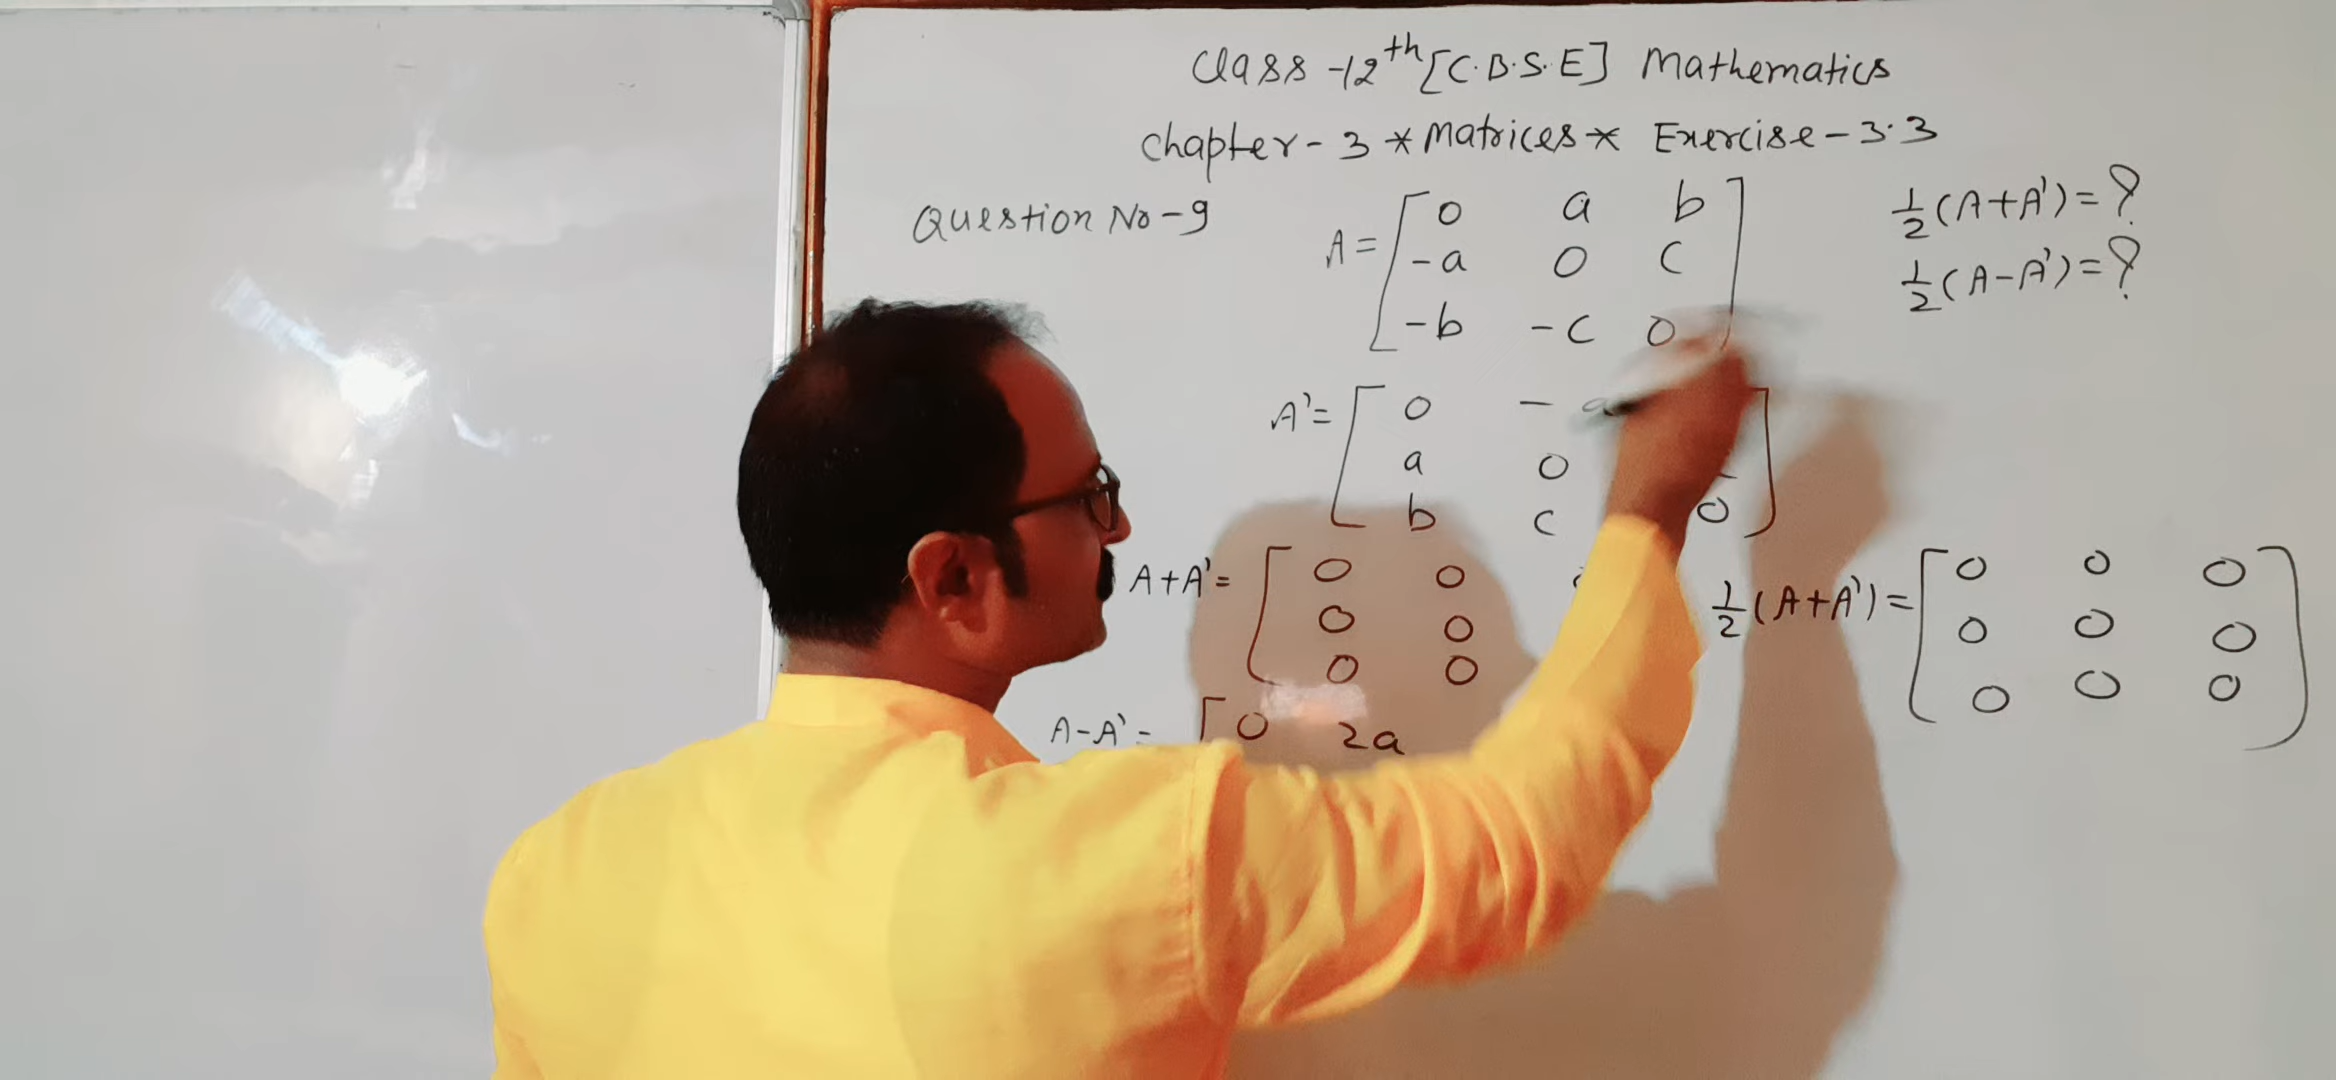 Class -12th [C.B.S.E] Mathematics
Chapter - 3 * Matrices * Exercise - 3.3
Question No - 9
A = [ 0 a b
-a 0 c
-b -c 0 ]
1/2 (A+A') = ?
1/2 (A-A') = ?
A' = [ 0 -
a 0
b c 0 ]
A+A' = [ 0 0
0 0
0 0
1/2 (A+A') = [ 0 0 0
0 0 0
0 0 0 ]
A-A' = [ 0 2a